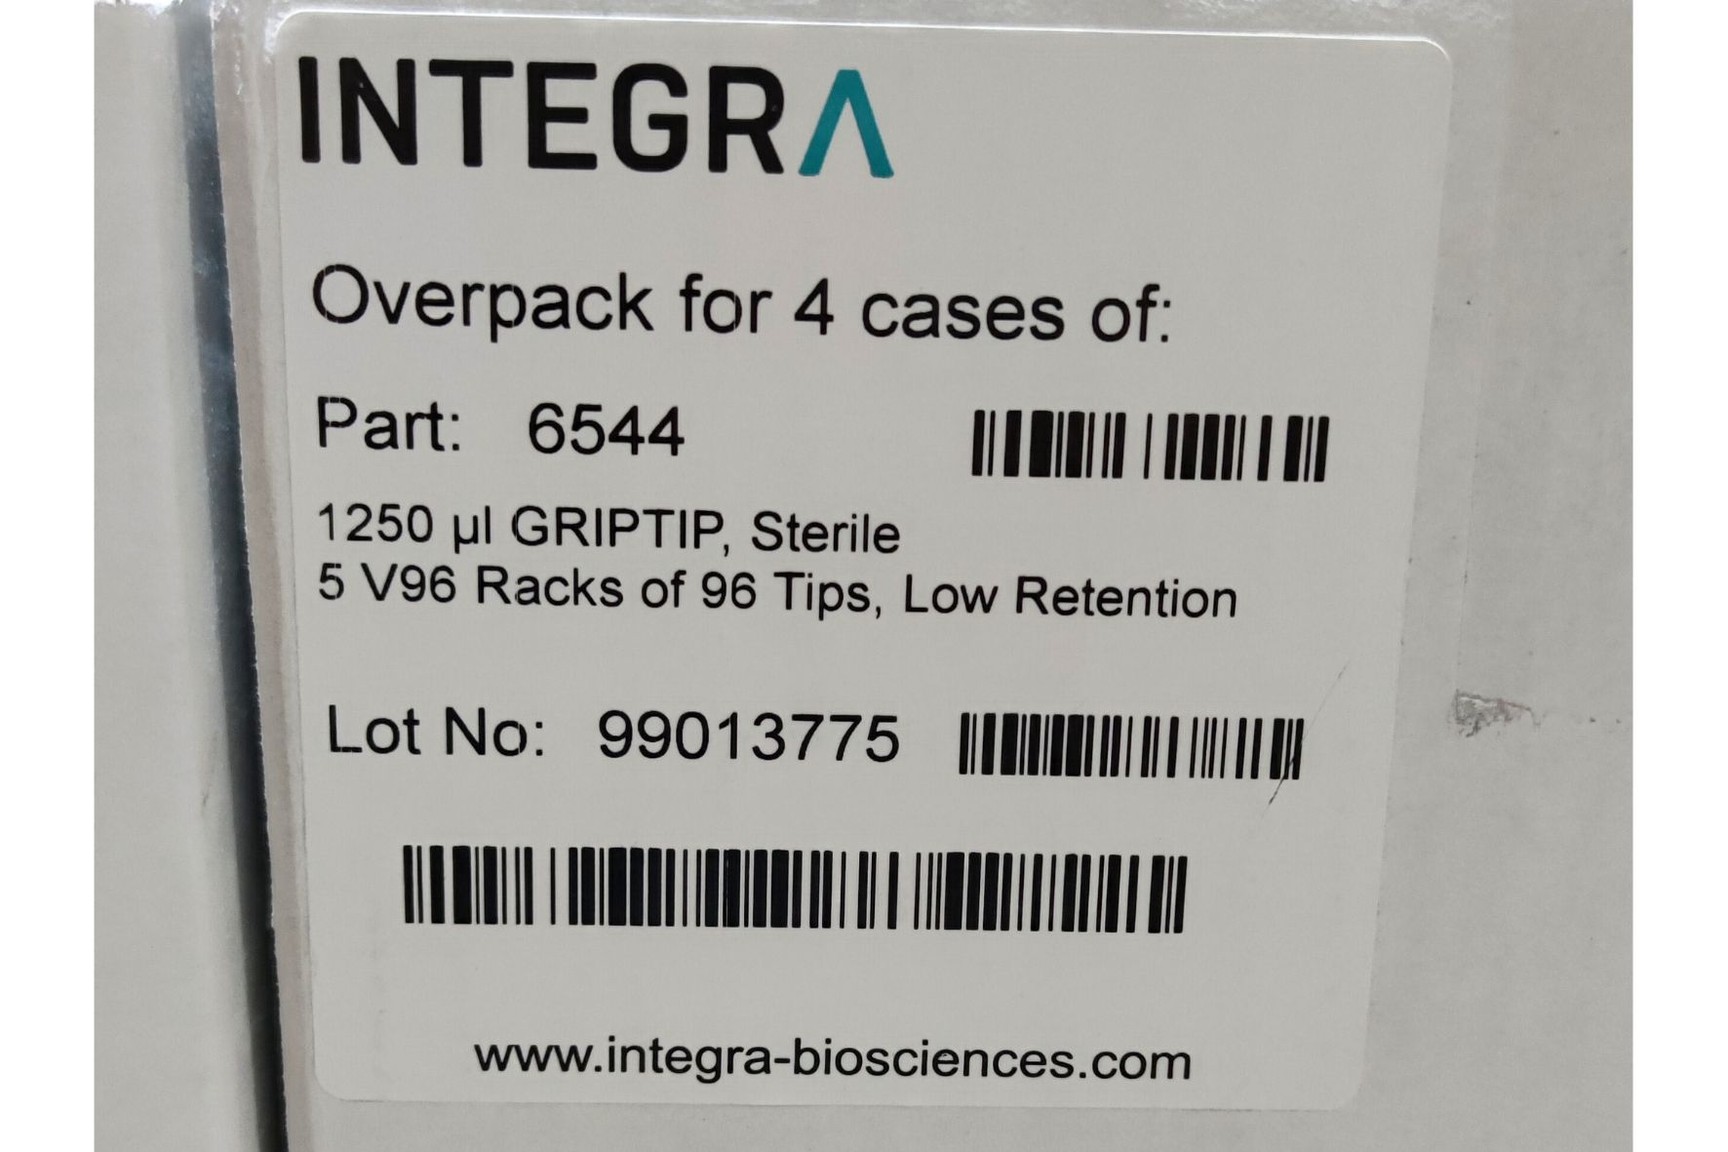 INTEGRA
Overpack for 4 cases of:
Part: 6544
1250 µl GRIPTIP, Sterile
5 V96 Racks of 96 Tips, Low Retention
Lot No: 99013775
www.integra-biosciences.com